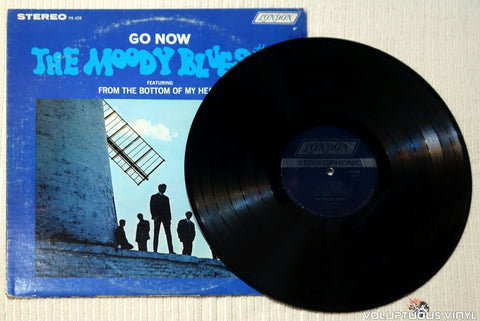 STEREO PS 428
LONDON
GO NOW
THE MOODY BLUES
FEATURING
FROM THE BOTTOM OF MY HEA
LONDON
STEREOPHONIC
VOLUPTUOUS VINYL